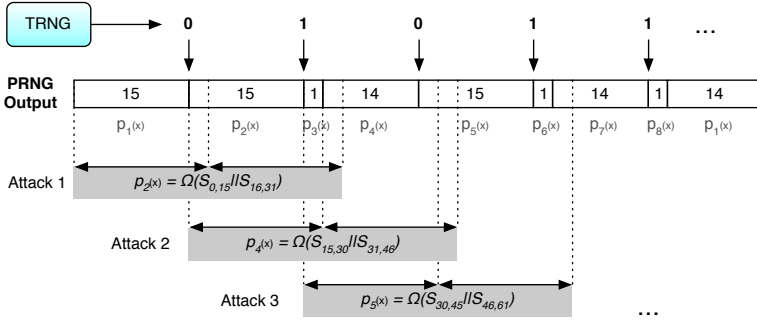 TRNG 0 1 0 1 1 ...
PRNG Output 15 15 1 14 15 1 14 1 14
p1(x) p2(x) p3(x) p4(x) p5(x) p6(x) p7(x) p8(x) p1(x)
Attack 1 p2(x) = Ω(S0,15||S16,31)
Attack 2 p4(x) = Ω(S15,30||S31,46)
Attack 3 p5(x) = Ω(S30,45||S46,61) ...